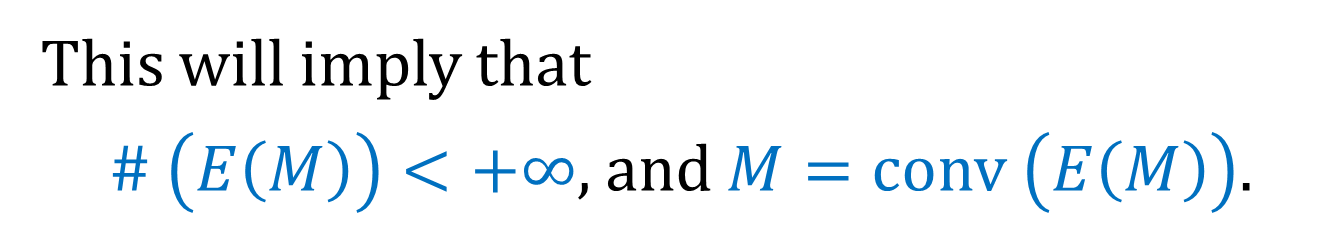 This will imply that
# (E(M)) < +∞, and M = conv (E(M)).